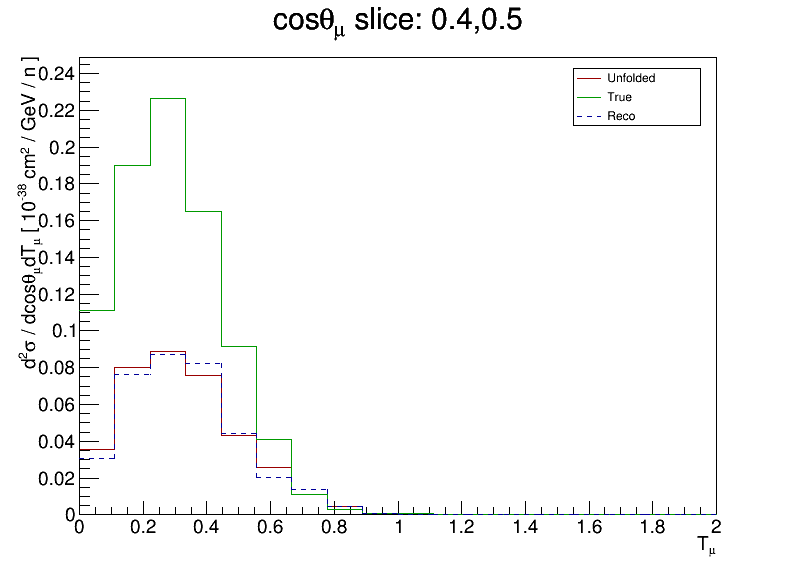 cosθμ slice: 0.4,0.5
d²σ / dcosθμdTμ [ 10⁻³⁸ cm² / GeV / n ]
0.24
0.22
0.2
0.18
0.16
0.14
0.12
0.1
0.08
0.06
0.04
0.02
0
Unfolded
True
Reco
0 0.2 0.4 0.6 0.8 1 1.2 1.4 1.6 1.8 2
Tμ